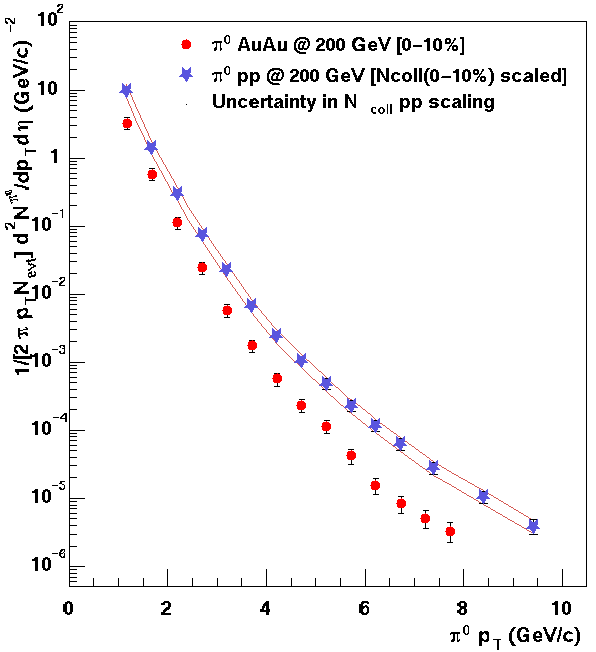 π⁰ AuAu @ 200 GeV [0-10%]
π⁰ pp @ 200 GeV [Ncoll(0-10%) scaled]
Uncertainty in N coll pp scaling
1/[2 π p_T N_evt] d²N^π⁰/dp_T dη (GeV/c)⁻²
10²
10
1
10⁻¹
10⁻²
10⁻³
10⁻⁴
10⁻⁵
10⁻⁶
0 2 4 6 8 10
π⁰ p_T (GeV/c)